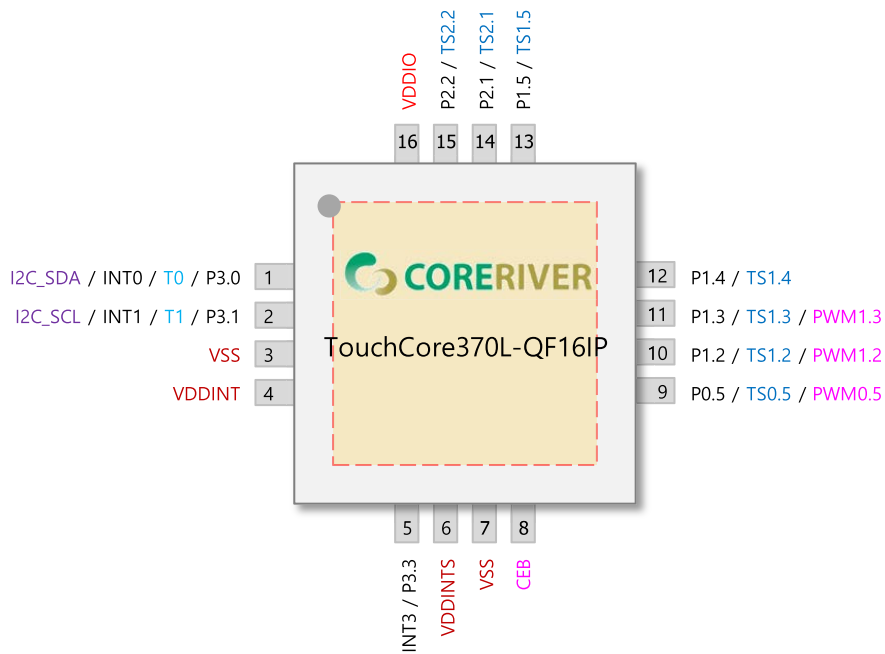 VDDIO
P2.2 / TS2.2
P2.1 / TS2.1
P1.5 / TS1.5
16 15 14 13
I2C_SDA / INT0 / T0 / P3.0 1
I2C_SCL / INT1 / T1 / P3.1 2
VSS 3
VDDINT 4
CORERIVER
TouchCore370L-QF16IP
12 P1.4 / TS1.4
11 P1.3 / TS1.3 / PWM1.3
10 P1.2 / TS1.2 / PWM1.2
9 P0.5 / TS0.5 / PWM0.5
5 6 7 8
INT3 / P3.3
VDDINTS
VSS
CEB